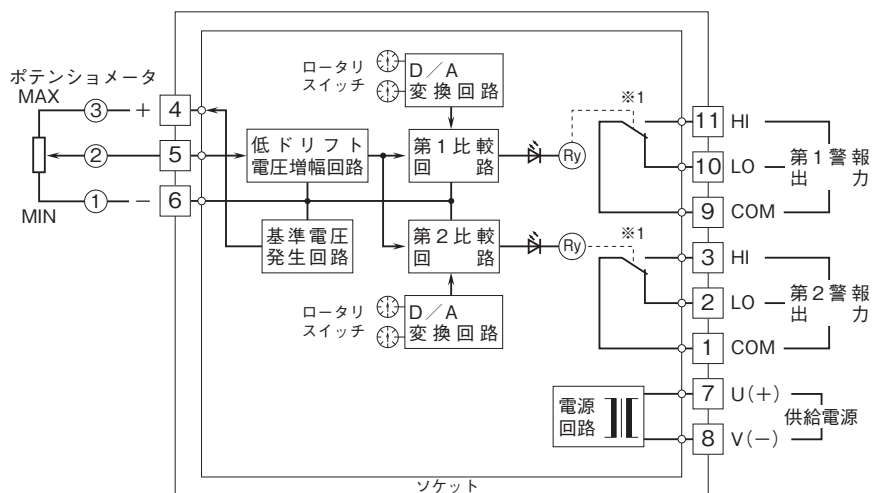 ポテンショメータ
MAX
③ + 4
② 5
① − 6
MIN
ロータリ
スイッチ
D/A
変換回路
低ドリフト
電圧増幅回路
第1比較
回路
Ry
※1
基準電圧
発生回路
第2比較
回路
Ry
※1
ロータリ
スイッチ
D/A
変換回路
11 HI
10 LO
9 COM
第1警報
出力
3 HI
2 LO
1 COM
第2警報
出力
電源
回路
7 U(+)
8 V(−)
供給電源
ソケット